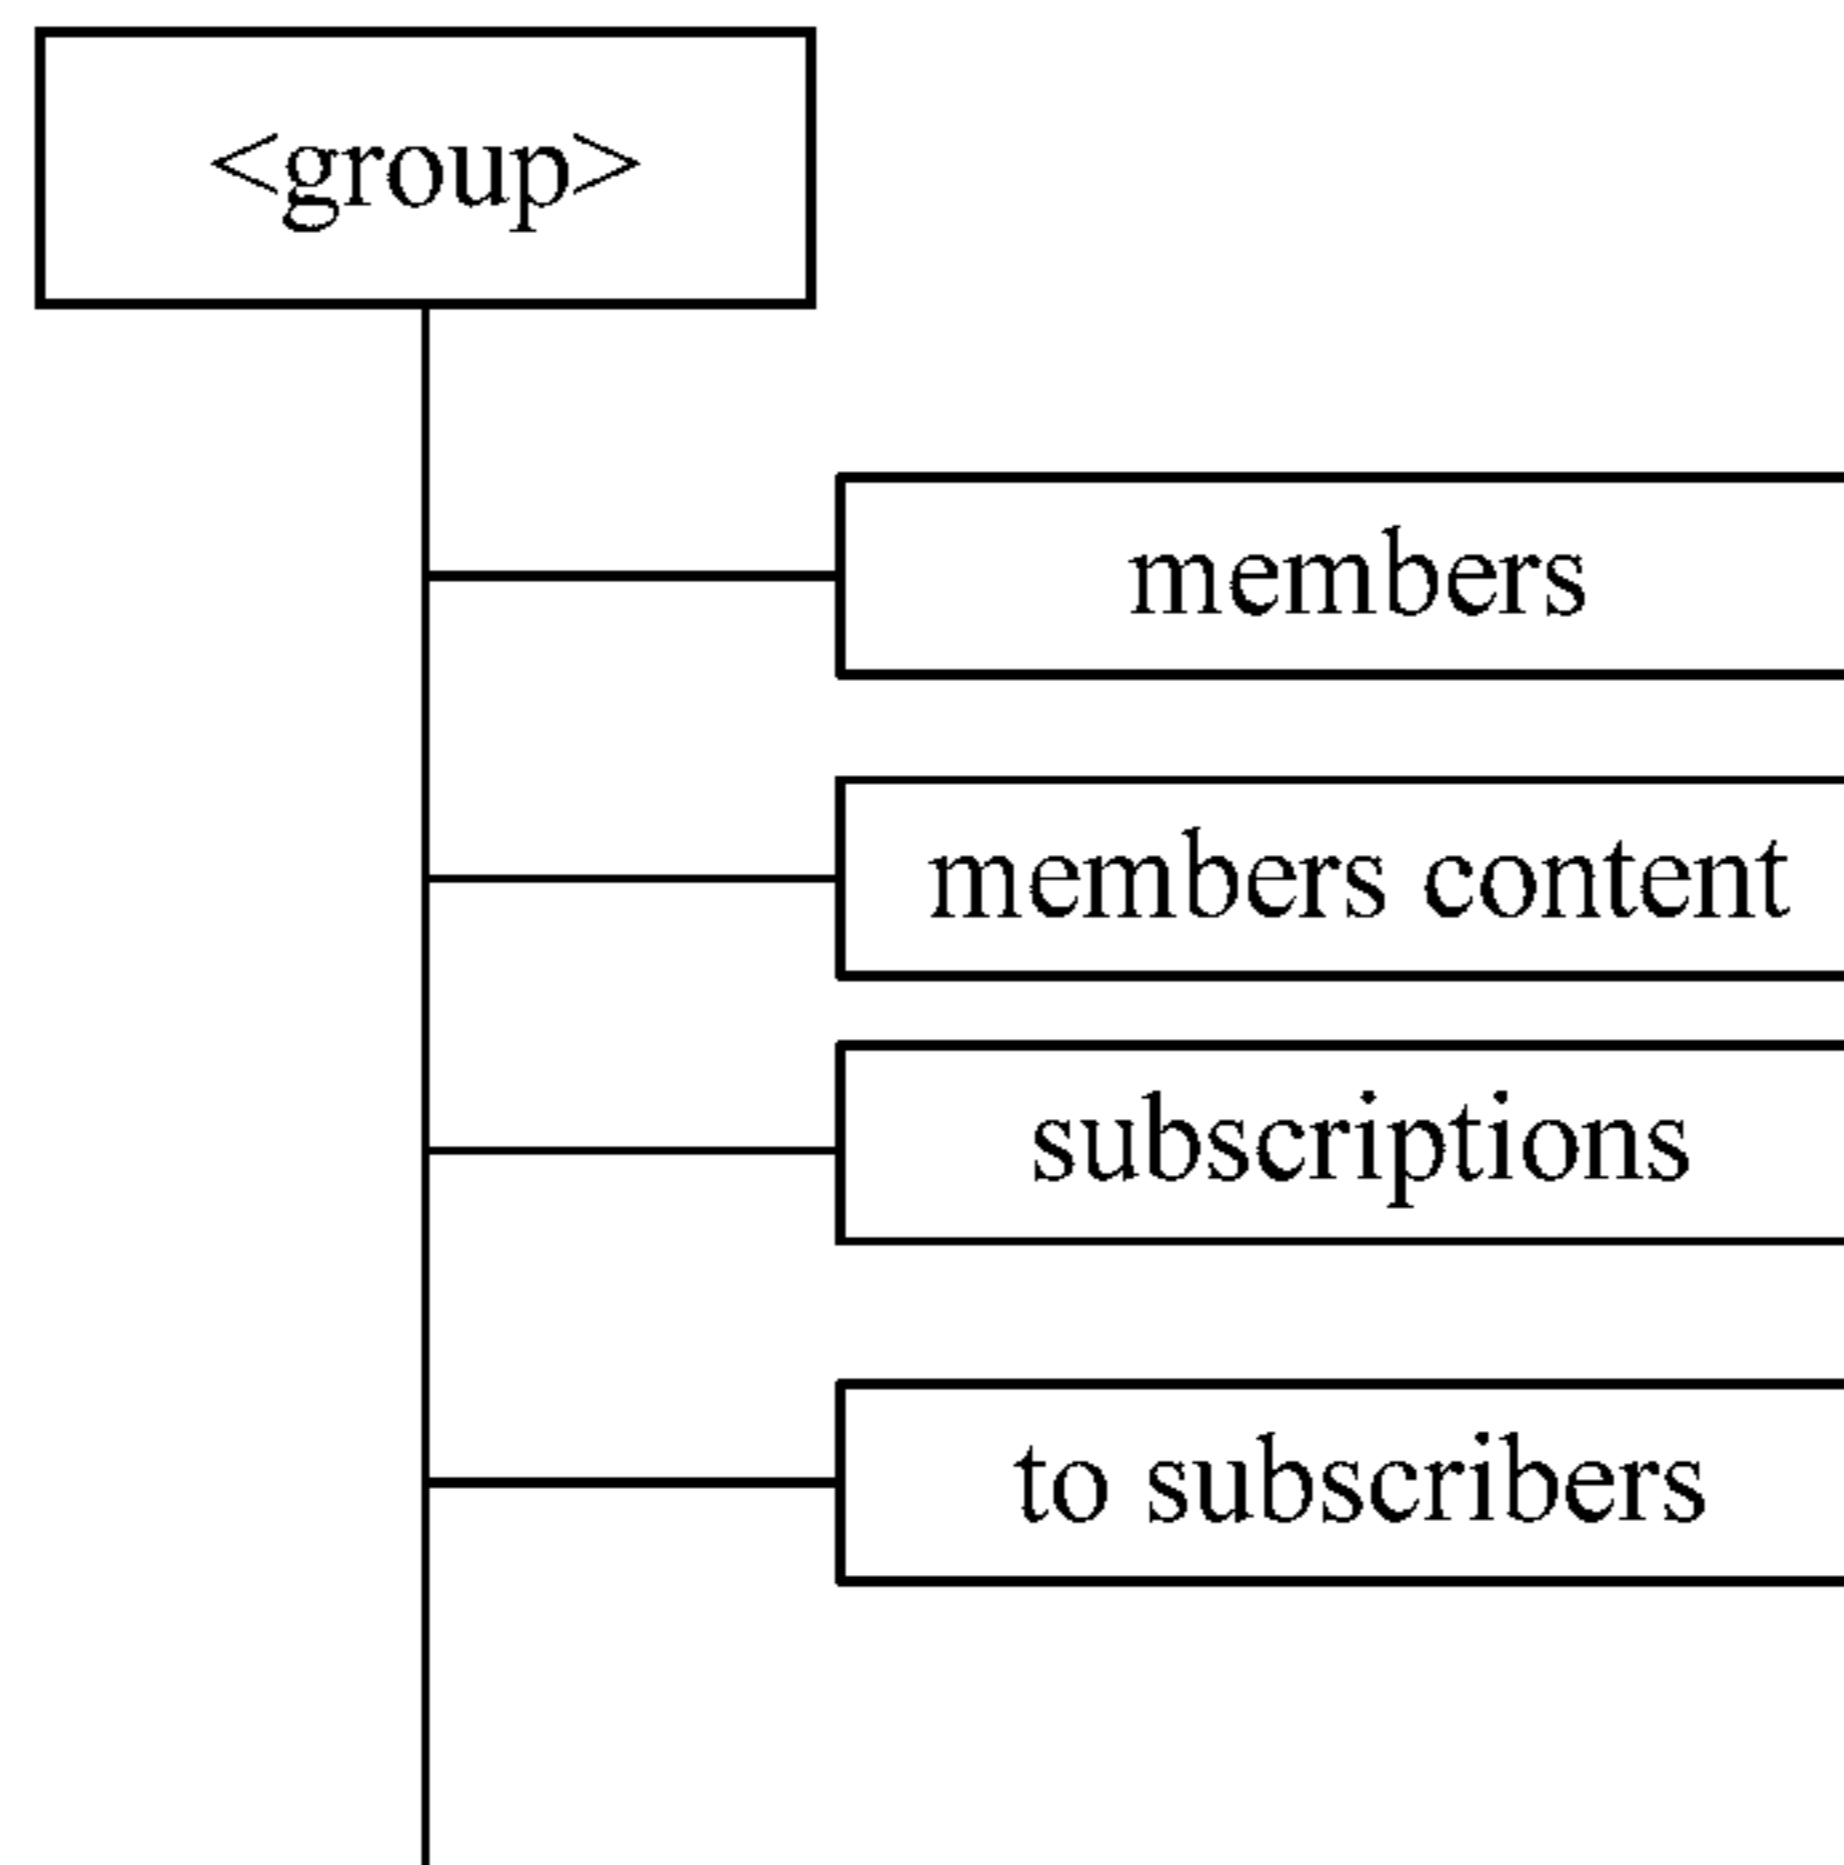 <group>
members
members content
subscriptions
to subscribers